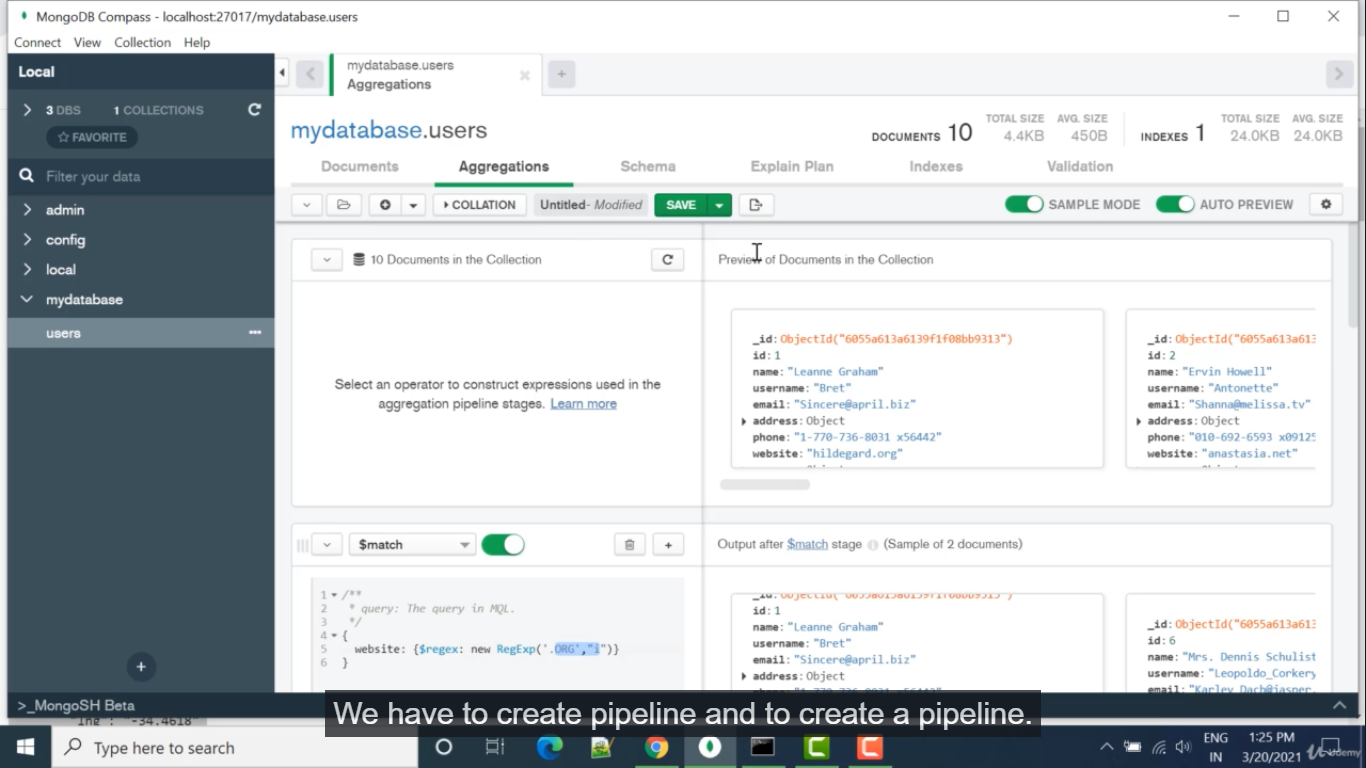 MongoDB Compass - localhost:27017/mydatabase.users
Connect View Collection Help
Local
3 DBS 1 COLLECTIONS
FAVORITE
Filter your data
admin
config
local
mydatabase
users
mydatabase.users
Aggregations
mydatabase.users
DOCUMENTS 10
TOTAL SIZE 4.4KB
AVG. SIZE 450B
INDEXES 1
TOTAL SIZE 24.0KB
AVG. SIZE 24.0KB
Documents Aggregations Schema Explain Plan Indexes Validation
COLLATION Untitled- Modified SAVE SAMPLE MODE AUTO PREVIEW
10 Documents in the Collection
Preview of Documents in the Collection
Select an operator to construct expressions used in the
aggregation pipeline stages. Learn more
_id: ObjectId("6055a613a6139f1f08bb9313")
id: 1
name: "Leanne Graham"
username: "Bret"
email: "Sincere@april.biz"
address: Object
phone: "1-770-736-8031 x56442"
website: "hildegard.org"
_id: ObjectId("6055a613a613
id: 2
name: "Ervin Howell"
username: "Antonette"
email: "Shanna@melissa.tv"
address: Object
phone: "010-692-6593 x09125
website: "anastasia.net"
$match
Output after $match stage (Sample of 2 documents)
1 /**
2 * query: The query in MQL.
3 */
4 {
5 website: {$regex: new RegExp('.ORG',"i")}
6 }
id: 1
name: "Leanne Graham"
username: "Bret"
email: "Sincere@april.biz"
address: Object
_id: ObjectId("6055a613a613
id: 6
name: "Mrs. Dennis Schulist
username: "Leopoldo_Corkery
email: "Karley_Dach@jasper.
>_MongoSH Beta
"lng" : "-34.4618"
We have to create pipeline and to create a pipeline.
Type here to search
ENG
IN
1:25 PM
3/20/2021
Udemy